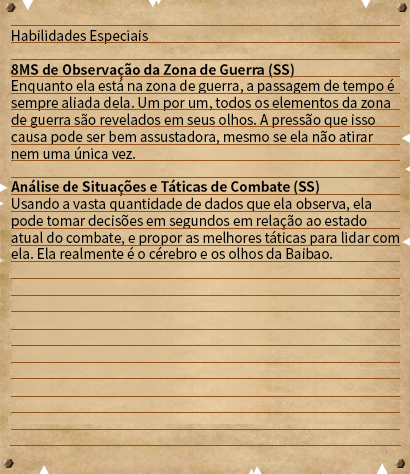 Habilidades Especiais
8MS de Observação da Zona de Guerra (SS)
Enquanto ela está na zona de guerra, a passagem de tempo é
sempre aliada dela. Um por um, todos os elementos da zona
de guerra são revelados em seus olhos. A pressão que isso
causa pode ser bem assustadora, mesmo se ela não atirar
nem uma única vez.
Análise de Situações e Táticas de Combate (SS)
Usando a vasta quantidade de dados que ela observa, ela
pode tomar decisões em segundos em relação ao estado
atual do combate, e propor as melhores táticas para lidar com
ela. Ela realmente é o cérebro e os olhos da Baibao.